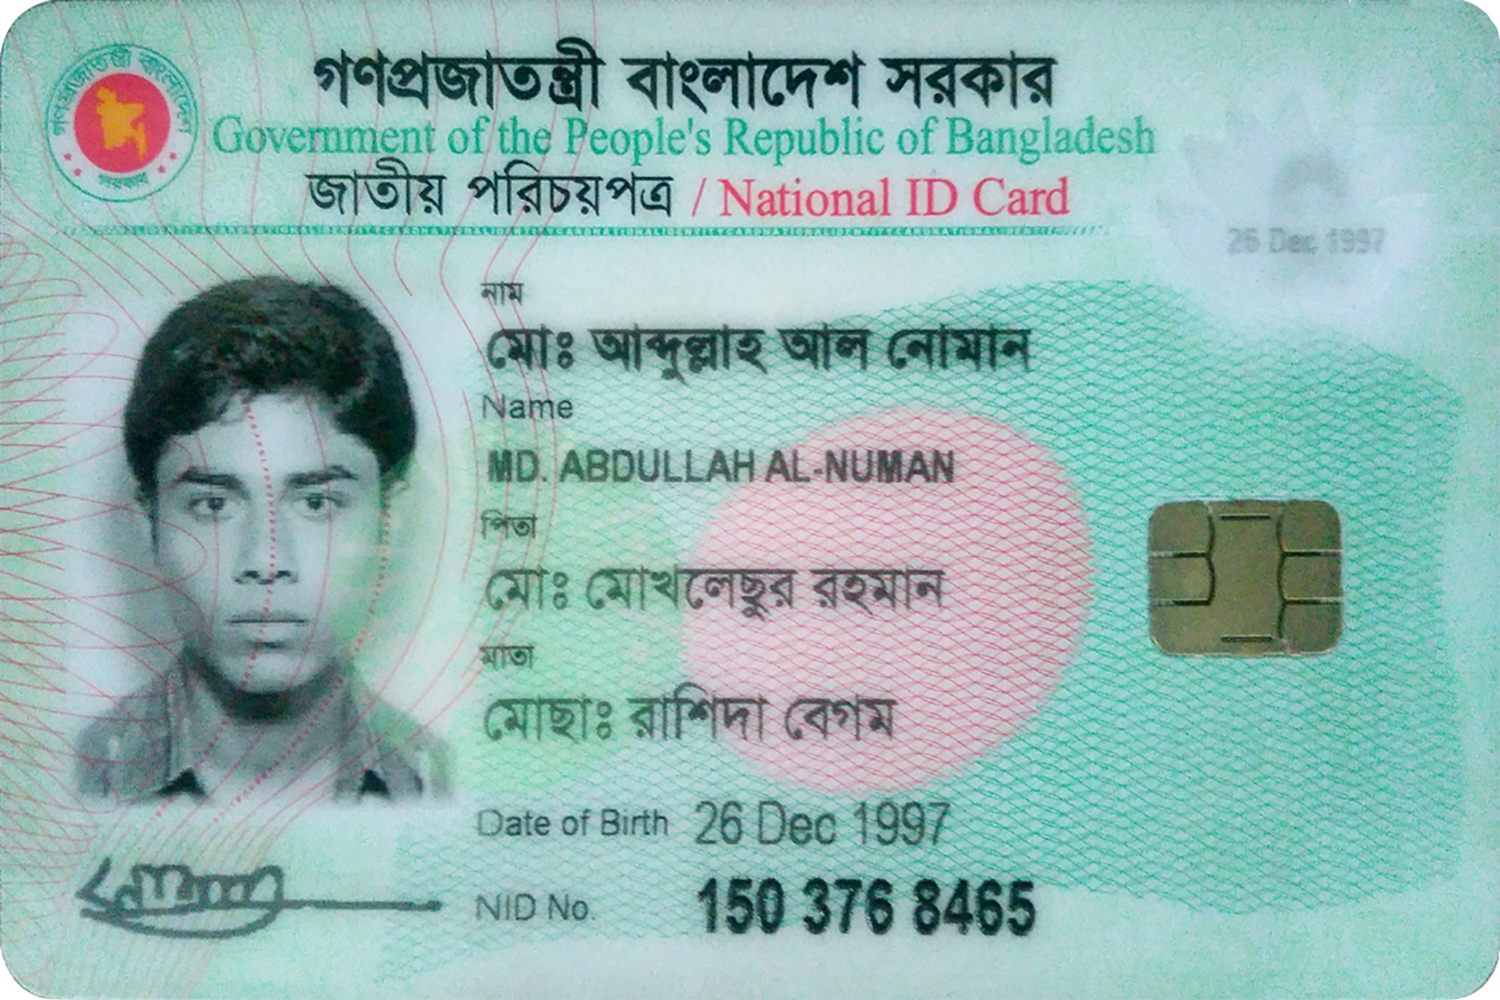 গণপ্রজাতন্ত্রী বাংলাদেশ সরকার
Government of the People's Republic of Bangladesh
জাতীয় পরিচয়পত্র / National ID Card
26 Dec 1997
নাম
মোঃ আব্দুল্লাহ আল নোমান
Name
MD. ABDULLAH AL-NUMAN
পিতা
মোঃ মোখলেছুর রহমান
মাতা
মোছাঃ রাশিদা বেগম
Date of Birth 26 Dec 1997
NID No. 150 376 8465